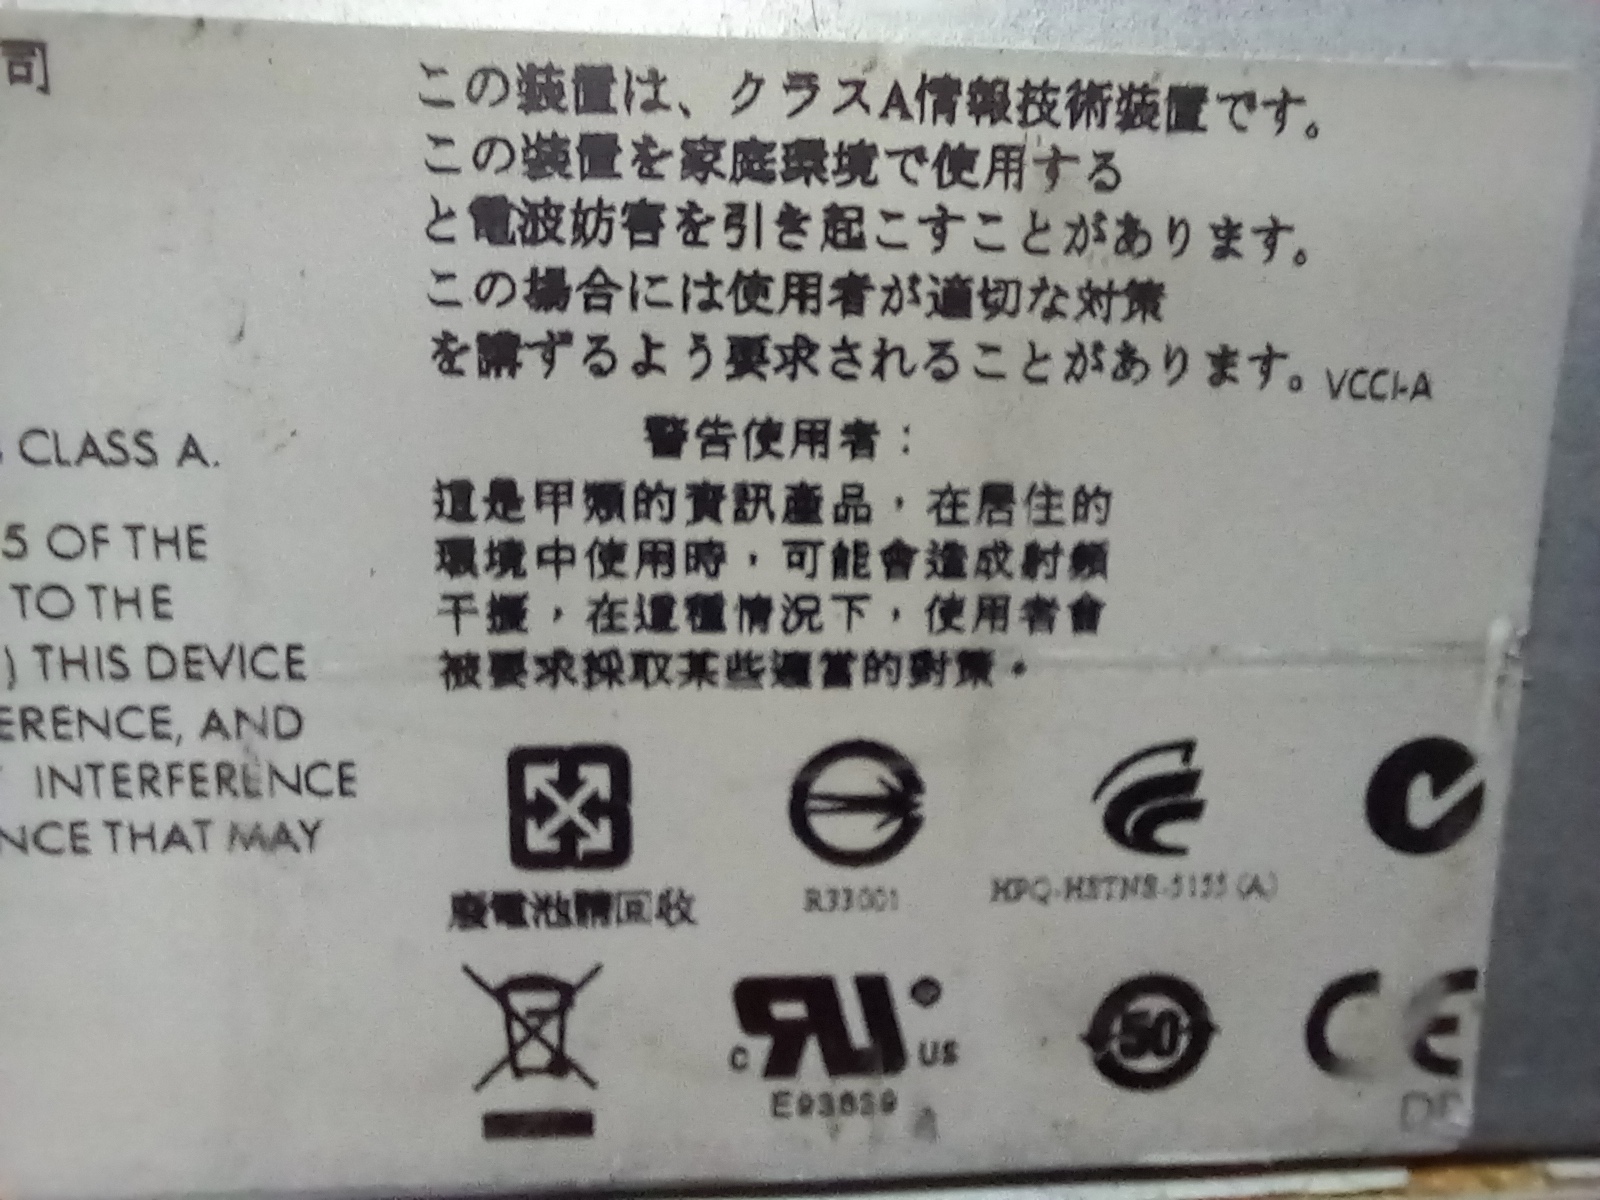 司
この装置は、クラスA情報技術装置です。
この装置を家庭環境で使用する
と電波妨害を引き起こすことがあります。
この場合には使用者が適切な対策
を講ずるよう要求されることがあります。 VCCI-A
警告使用者：
這是甲類的資訊產品，在居住的
環境中使用時，可能會造成射頻
干擾，在這種情況下，使用者會
被要求採取某些適當的對策。
CLASS A.
5 OF THE
TO THE
) THIS DEVICE
ERENCE, AND
INTERFERENCE
NCE THAT MAY
廢電池請回收
R33001
HPQ-HSTNS-5155 (A)
C US
E93639
50
CE